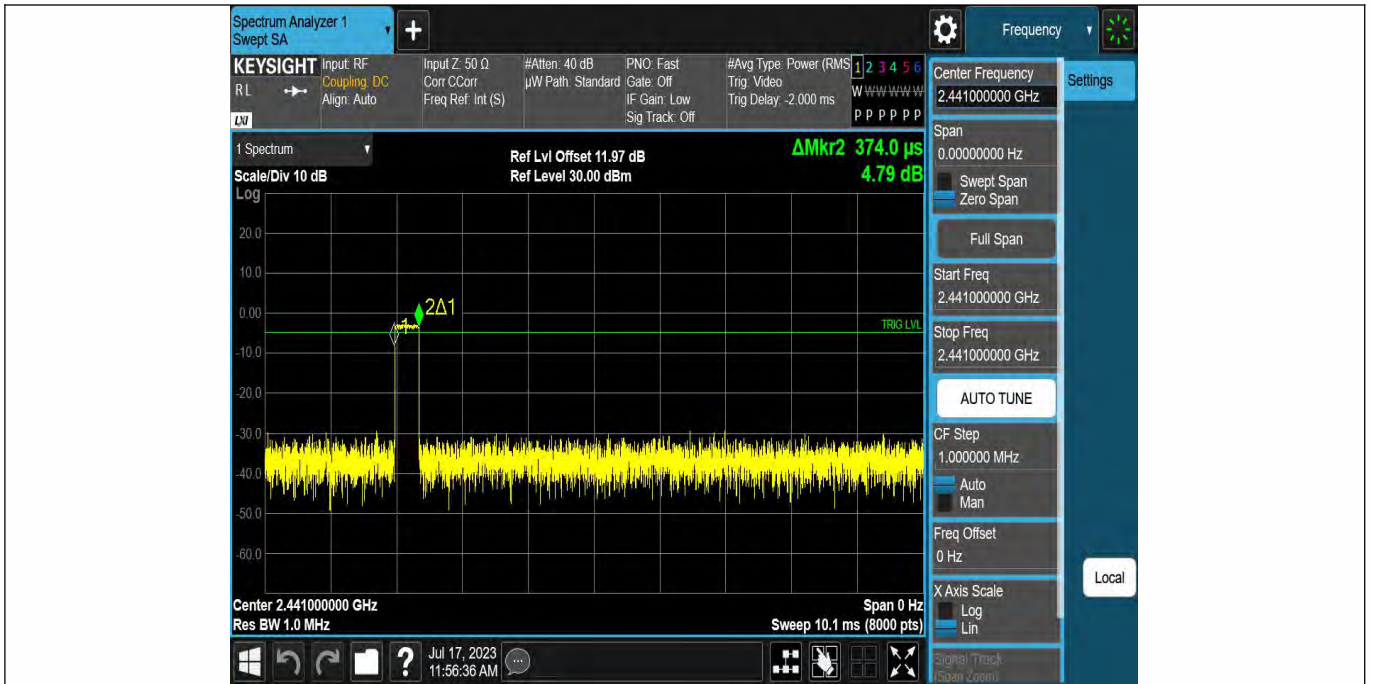 Spectrum Analyzer 1
Swept SA
+
Frequency
KEYSIGHT
RL
LXI
Input: RF
Coupling: DC
Align: Auto
Input Z: 50 Ω
Corr CCorr
Freq Ref: Int (S)
#Atten: 40 dB
µW Path: Standard
PNO: Fast
Gate: Off
IF Gain: Low
Sig Track: Off
#Avg Type: Power (RMS
Trig: Video
Trig Delay: -2.000 ms
1 2 3 4 5 6
W W W W W W
P P P P P P
1 Spectrum
Scale/Div 10 dB
Ref Lvl Offset 11.97 dB
Ref Level 30.00 dBm
ΔMkr2 374.0 µs
4.79 dB
Log
20.0
10.0
0.00
-10.0
-20.0
-30.0
-40.0
-50.0
-60.0
1
2Δ1
TRIG LVL
Center 2.441000000 GHz
Res BW 1.0 MHz
Span 0 Hz
Sweep 10.1 ms (8000 pts)
Center Frequency
2.441000000 GHz
Settings
Span
0.00000000 Hz
Swept Span
Zero Span
Full Span
Start Freq
2.441000000 GHz
Stop Freq
2.441000000 GHz
AUTO TUNE
CF Step
1.000000 MHz
Auto
Man
Freq Offset
0 Hz
X Axis Scale
Log
Lin
Signal Track
(Span Zoom)
Local
?
Jul 17, 2023
11:56:36 AM